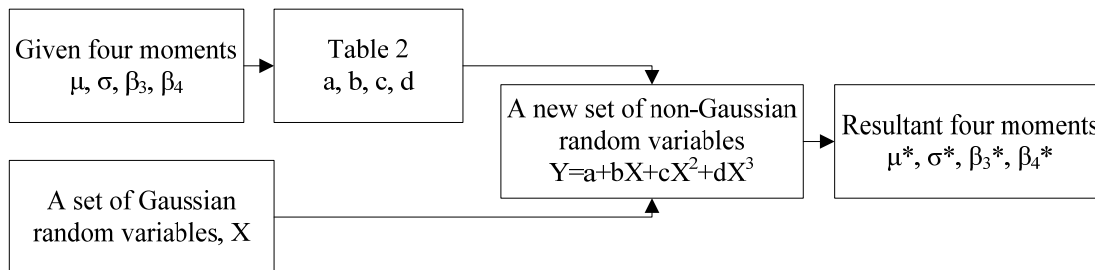 Given four moments
μ, σ, β₃, β₄
Table 2
a, b, c, d
A new set of non-Gaussian
random variables
Y=a+bX+cX²+dX³
Resultant four moments
μ*, σ*, β₃*, β₄*
A set of Gaussian
random variables, X